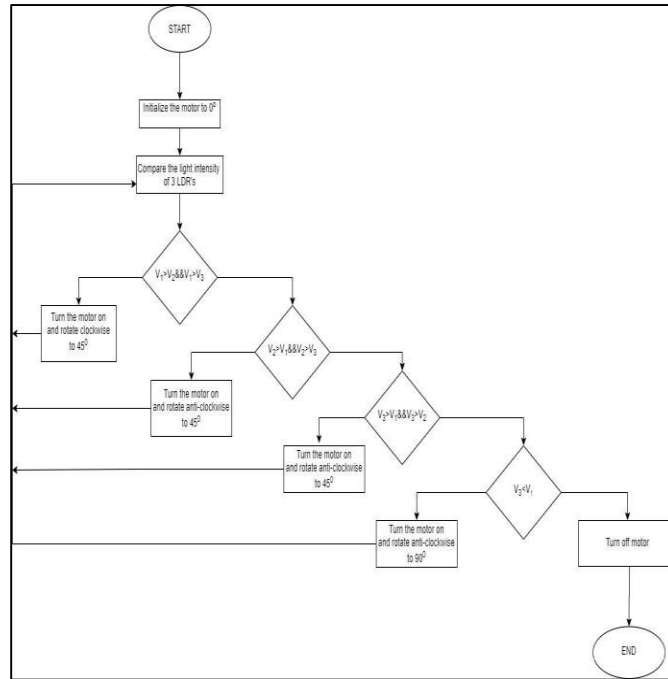 START
Initialize the motor to 0⁰
Compare the light intensity
of 3 LDR's
V₁>V₂&&V₁>V₃
Turn the motor on
and rotate clockwise
to 45⁰
V₂>V₁&&V₂>V₃
Turn the motor on
and rotate anti-clockwise
to 45⁰
V₃>V₁&&V₃>V₂
Turn the motor on
and rotate anti-clockwise
to 45⁰
V₃<V₁
Turn the motor on
and rotate anti-clockwise
to 90⁰
Turn off motor
END